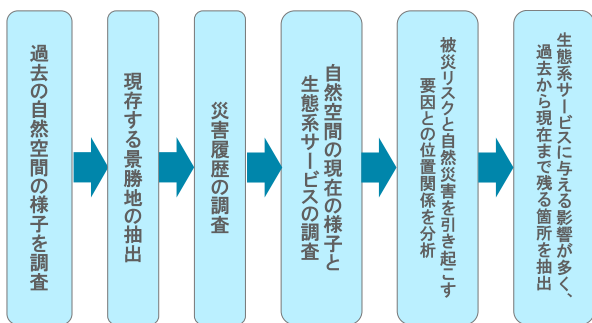 過去の自然空間の様子を調査
現存する景勝地の抽出
災害履歴の調査
自然空間の現在の様子と
生態系サービスの調査
被災リスクと自然災害を引き起こす
要因との位置関係を分析
生態系サービスに与える影響が多く、
過去から現在まで残る箇所を抽出